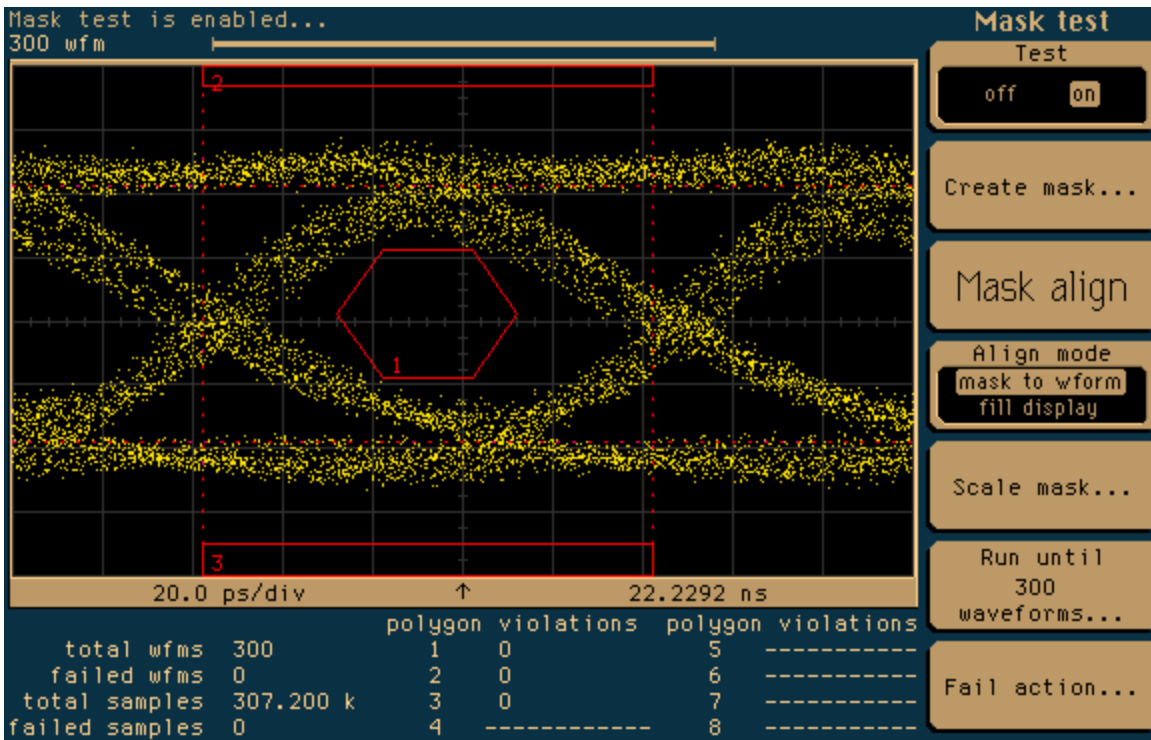 Mask test is enabled...
300 wfm
Mask test
Test
off on
Create mask...
Mask align
Align mode
mask to wform
fill display
Scale mask...
Run until
300
waveforms...
Fail action...
2
1
3
20.0 ps/div ↑ 22.2292 ns
polygon violations polygon violations
total wfms 300 1 0 5 -----------
failed wfms 0 2 0 6 -----------
total samples 307.200 k 3 0 7 -----------
failed samples 0 4 ----------- 8 -----------